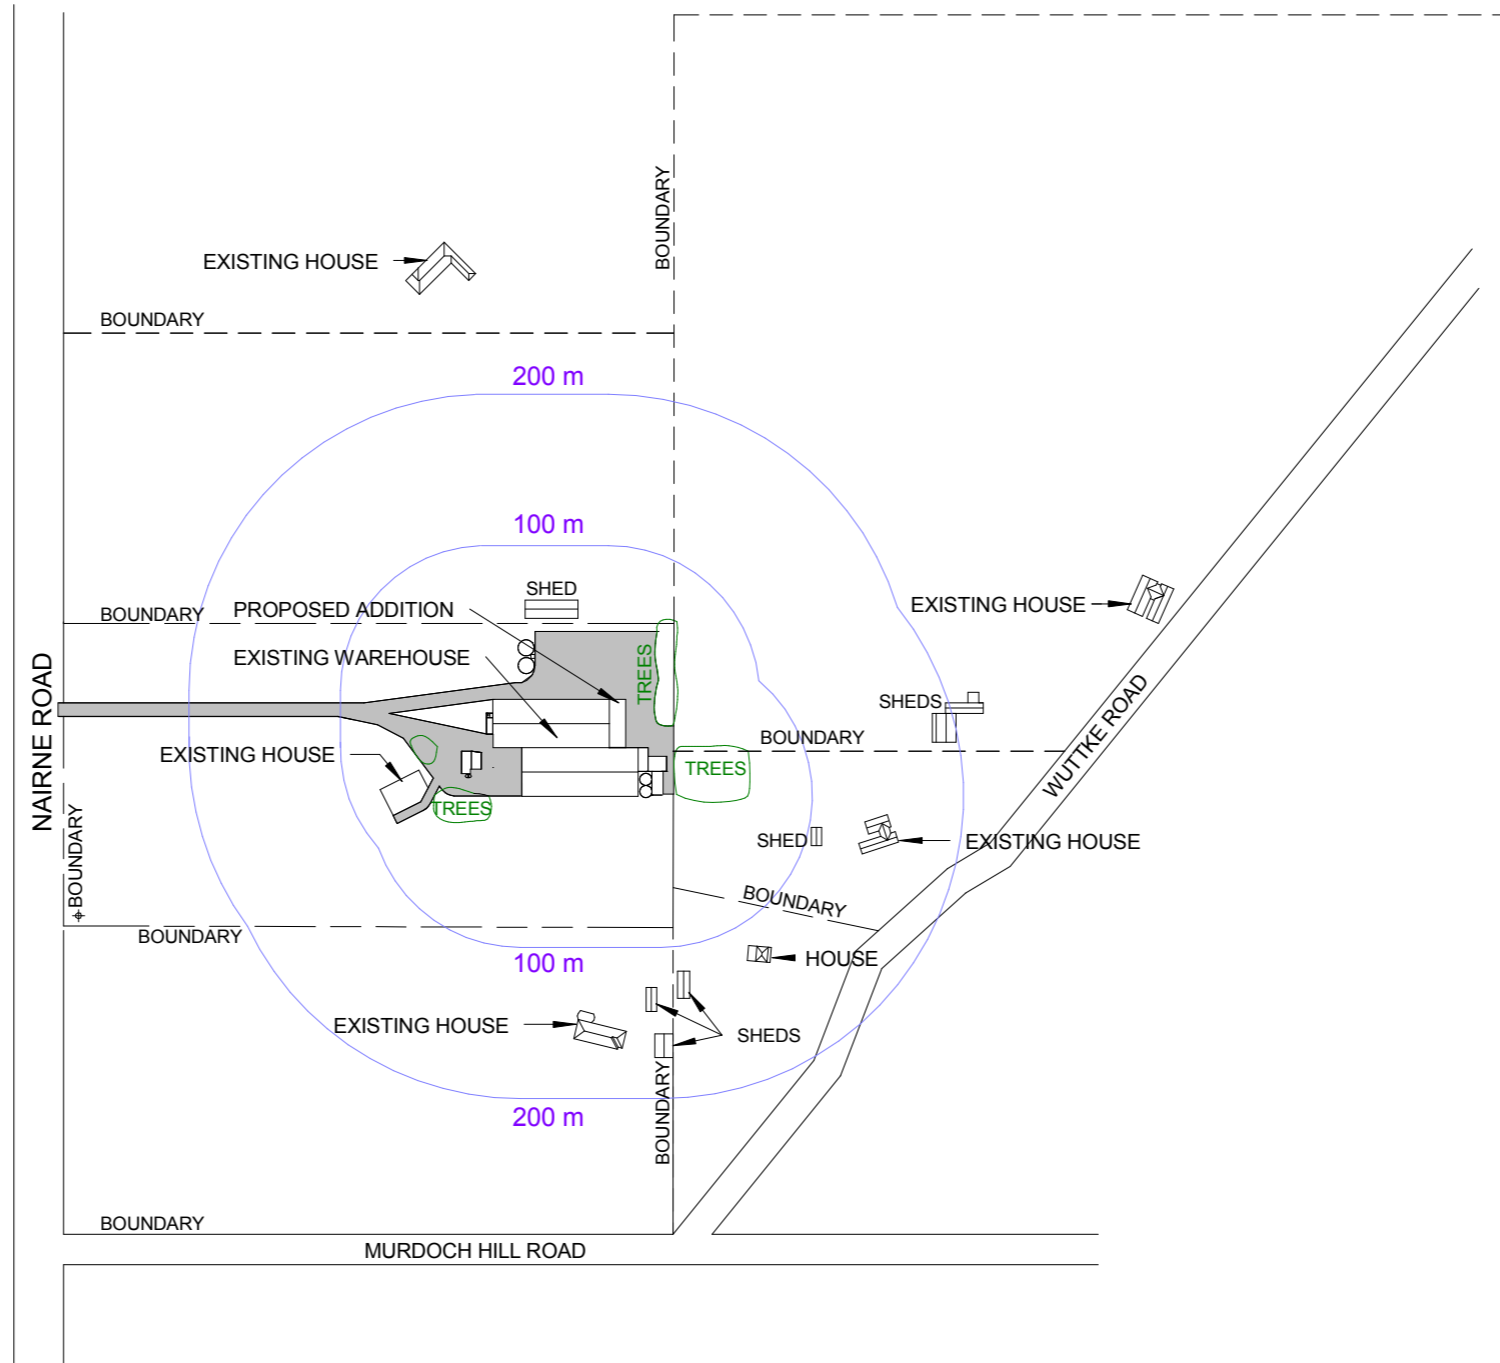 BOUNDARY
EXISTING HOUSE
BOUNDARY
200 m
100 m
SHED
BOUNDARY
PROPOSED ADDITION
EXISTING HOUSE
EXISTING WAREHOUSE
TREES
NAIRNE ROAD
SHEDS
WUTTKE ROAD
BOUNDARY
EXISTING HOUSE
TREES
TREES
BOUNDARY
SHED
EXISTING HOUSE
BOUNDARY
BOUNDARY
HOUSE
100 m
EXISTING HOUSE
SHEDS
BOUNDARY
200 m
BOUNDARY
MURDOCH HILL ROAD